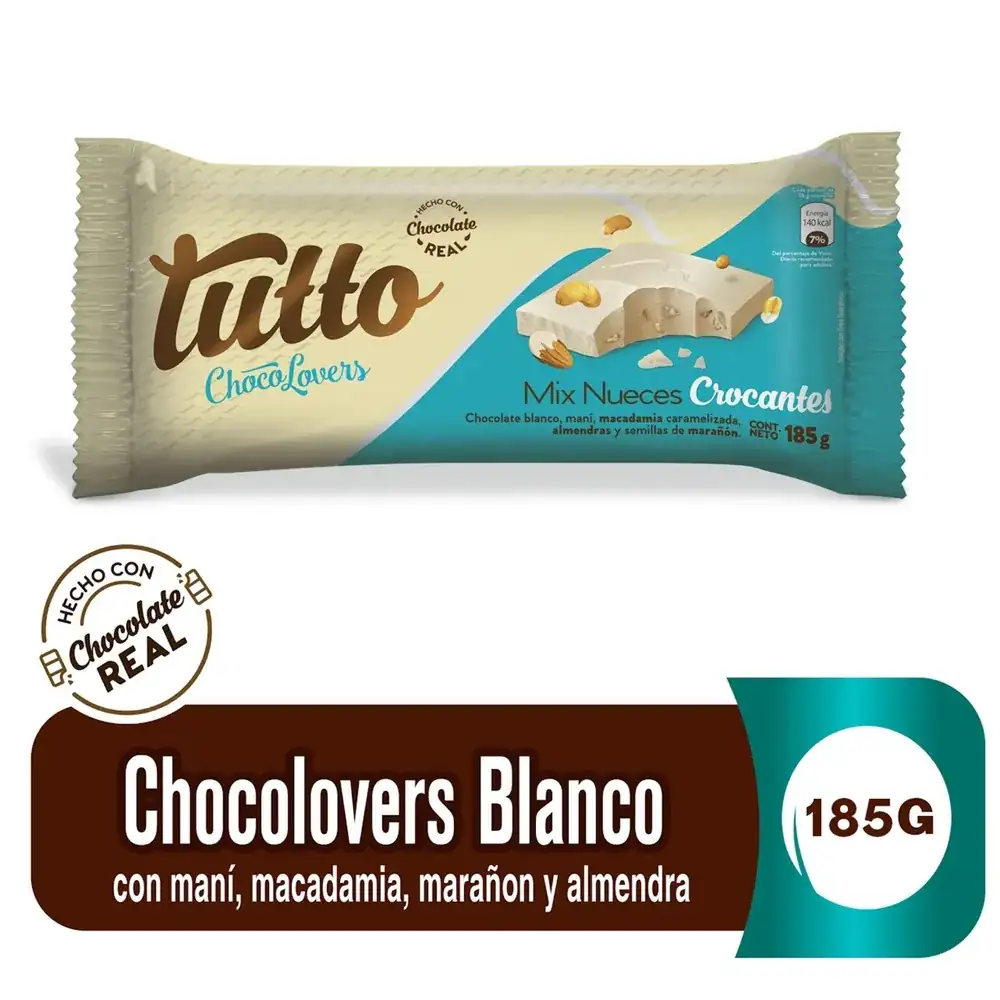 tutto
ChocoLovers
HECHO CON
Chocolate
REAL
Energía
140 kcal
7%
Mix Nueces Crocantes
Chocolate blanco, maní, macadamia caramelizada,
almendras y semillas de marañón.
CONT.
NETO 185 g
HECHO CON
Chocolate
REAL
Chocolovers Blanco
con maní, macadamia, marañon y almendra
185G